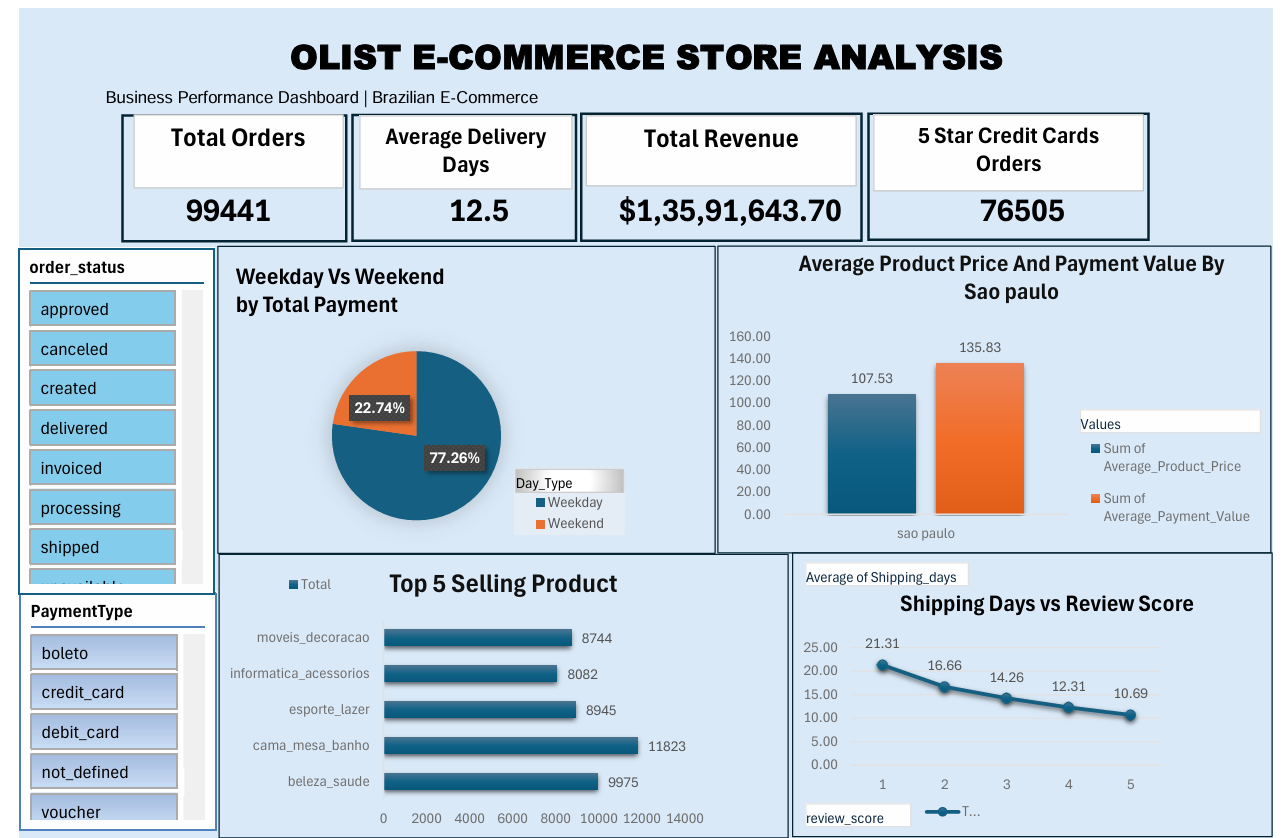 OLIST E-COMMERCE STORE ANALYSIS
Business Performance Dashboard | Brazilian E-Commerce
Total Orders
99441
Average Delivery
Days
12.5
Total Revenue
$1,35,91,643.70
5 Star Credit Cards
Orders
76505
order_status
approved
canceled
created
delivered
invoiced
processing
shipped
PaymentType
boleto
credit_card
debit_card
not_defined
voucher
Weekday Vs Weekend
by Total Payment
22.74%
77.26%
Day_Type
Weekday
Weekend
Average Product Price And Payment Value By
Sao paulo
160.00
140.00
120.00
100.00
80.00
60.00
40.00
20.00
0.00
107.53
135.83
sao paulo
Values
Sum of
Average_Product_Price
Sum of
Average_Payment_Value
Total
Top 5 Selling Product
moveis_decoracao 8744
informatica_acessorios 8082
esporte_lazer 8945
cama_mesa_banho 11823
beleza_saude 9975
0 2000 4000 6000 8000 10000 12000 14000
Average of Shipping_days
Shipping Days vs Review Score
25.00
20.00
15.00
10.00
5.00
0.00
21.31
16.66
14.26
12.31
10.69
1 2 3 4 5
review_score
T...